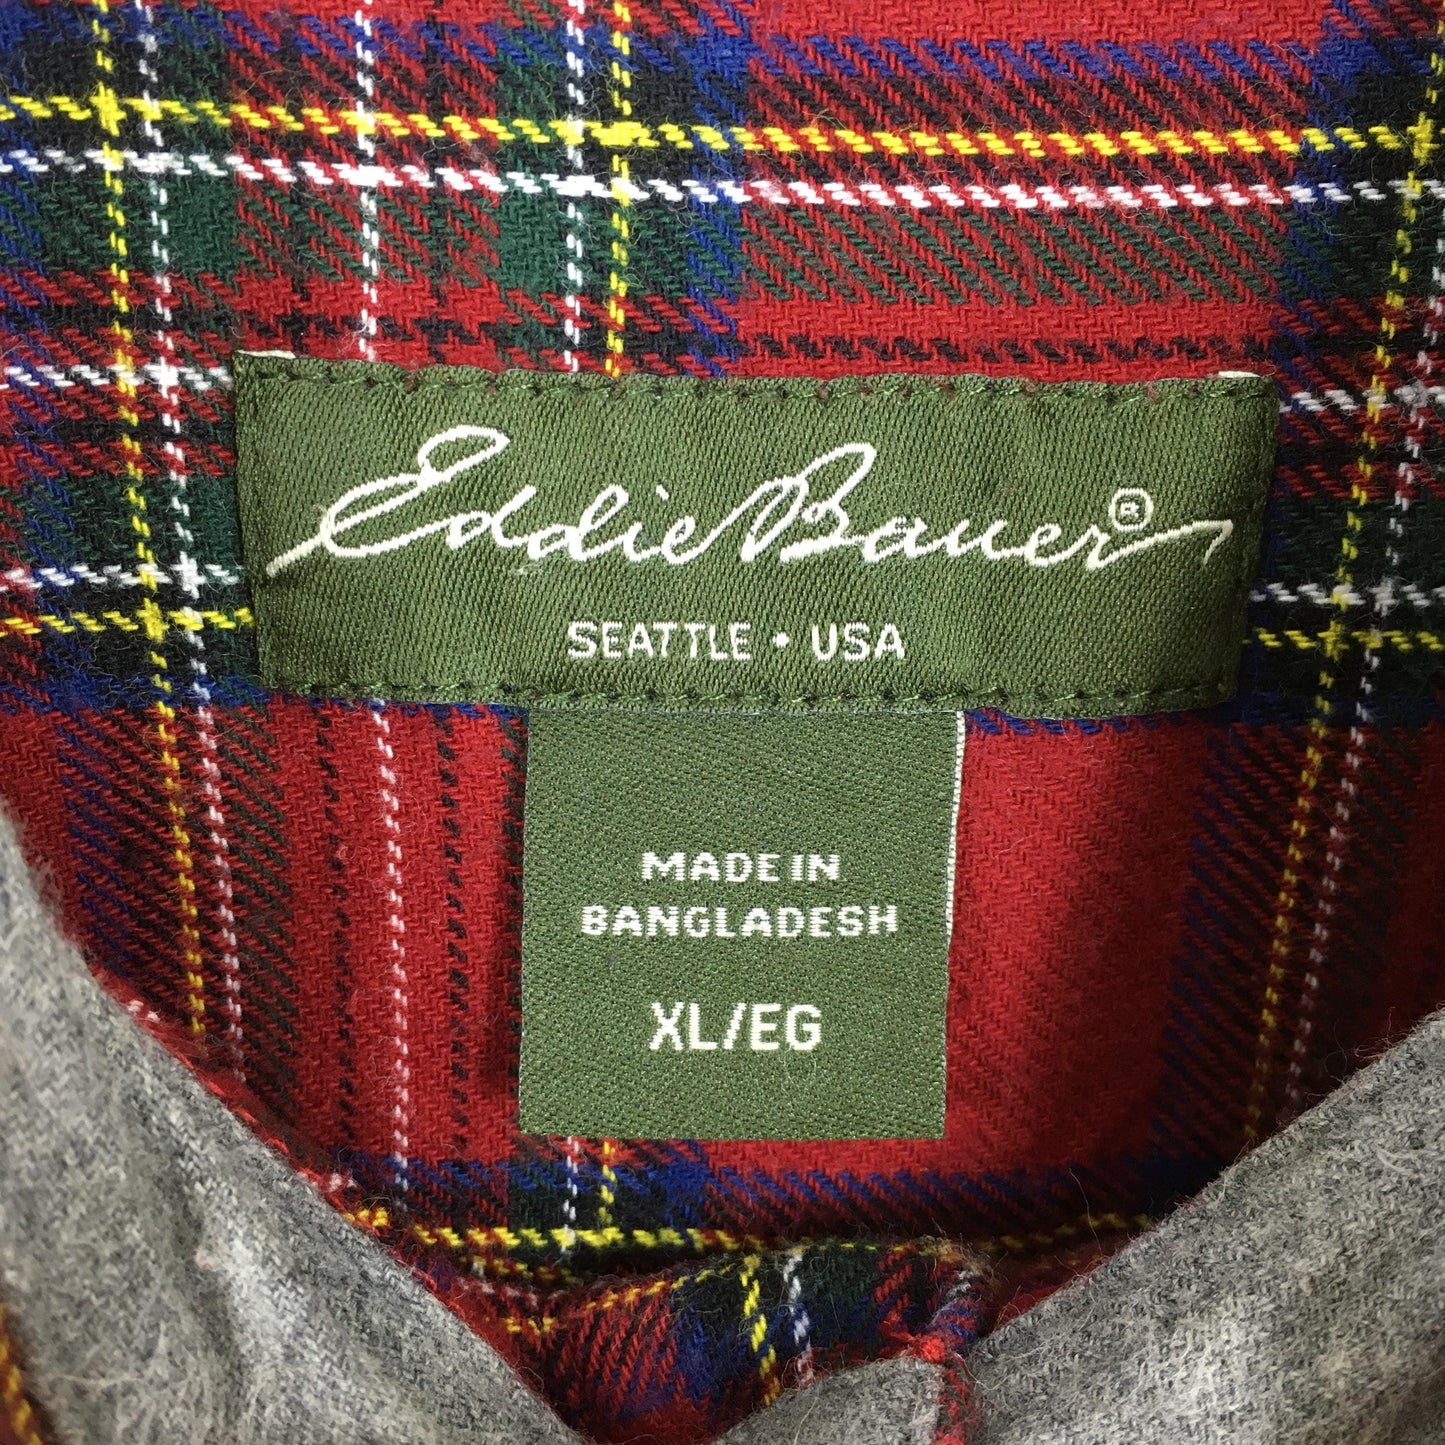 Eddie Bauer®
SEATTLE • USA
MADE IN
BANGLADESH
XL/EG